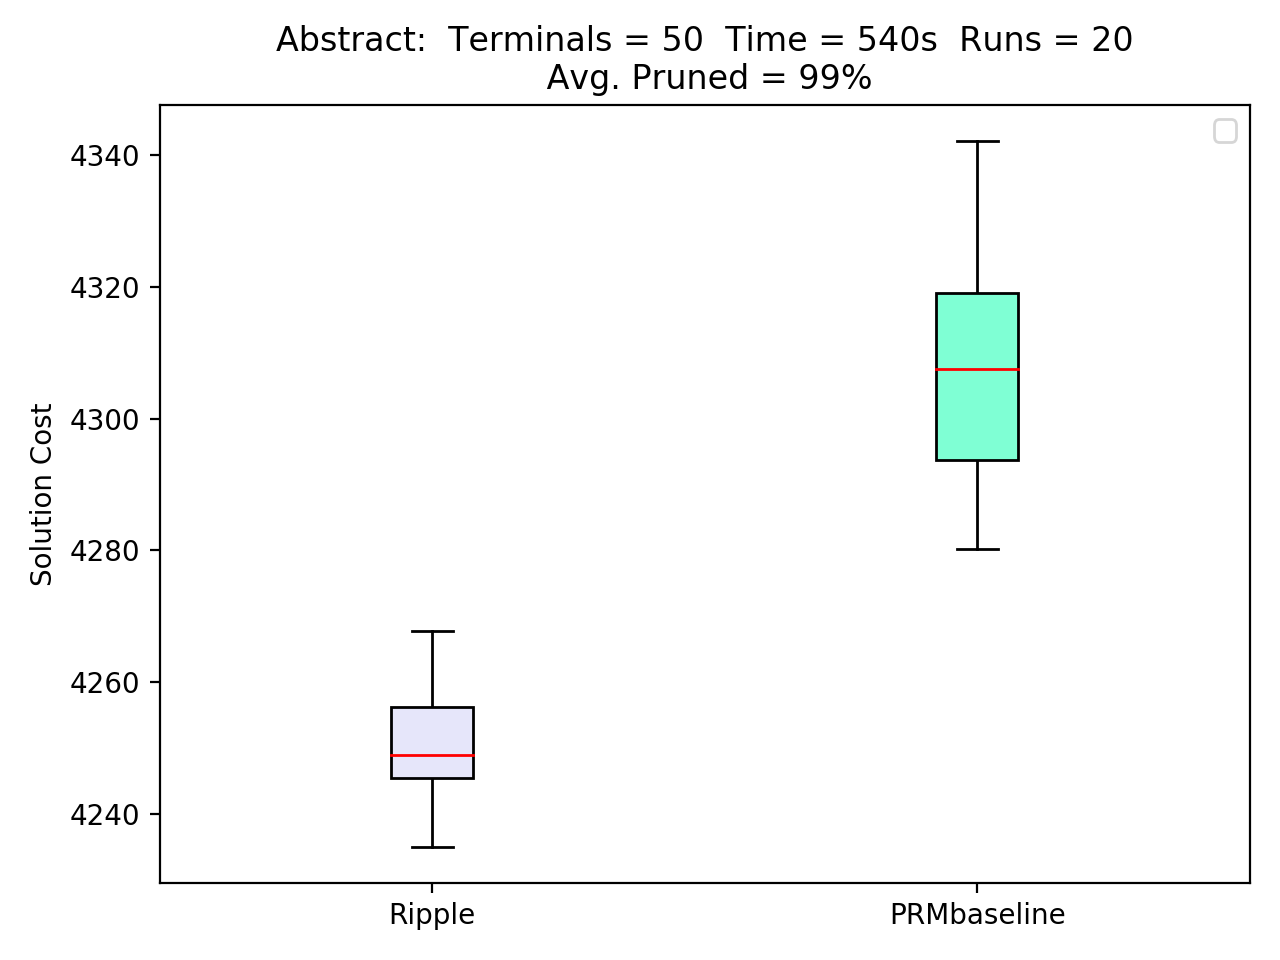 Abstract:  Terminals = 50  Time = 540s  Runs = 20
Avg. Pruned = 99%
4340
4320
4300
4280
4260
4240
Solution Cost
Ripple
PRMbaseline